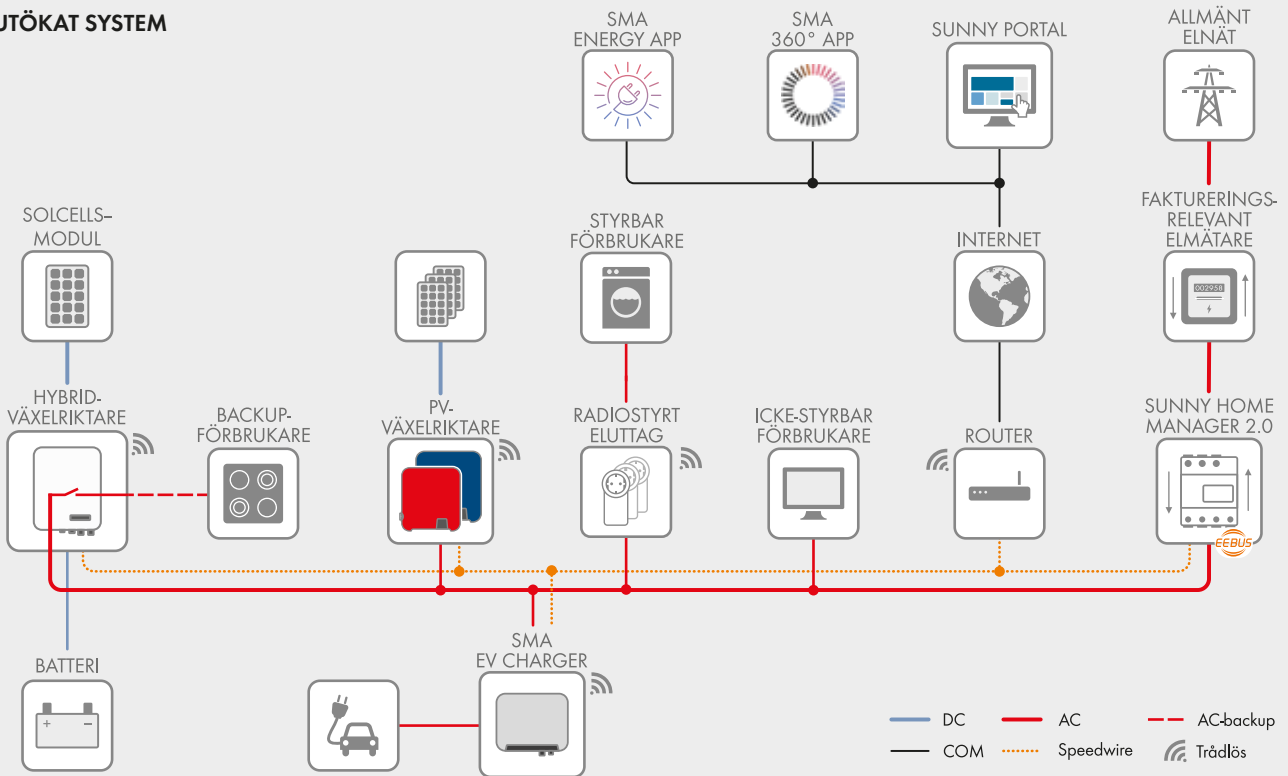 UTÖKAT SYSTEM
SMA
ENERGY APP
SMA
360° APP
SUNNY PORTAL
ALLMÄNT
ELNÄT
SOLCELLS–
MODUL
STYRBAR
FÖRBRUKARE
INTERNET
FAKTURERINGS-
RELEVANT
ELMÄTARE
002958
HYBRID-
VÄXELRIKTARE
BACKUP-
FÖRBRUKARE
PV-
VÄXELRIKTARE
RADIOSTYRT
ELUTTAG
ICKE-STYRBAR
FÖRBRUKARE
ROUTER
SUNNY HOME
MANAGER 2.0
EEBUS
BATTERI
+ –
SMA
EV CHARGER
DC
AC
AC-backup
COM
Speedwire
Trådlös